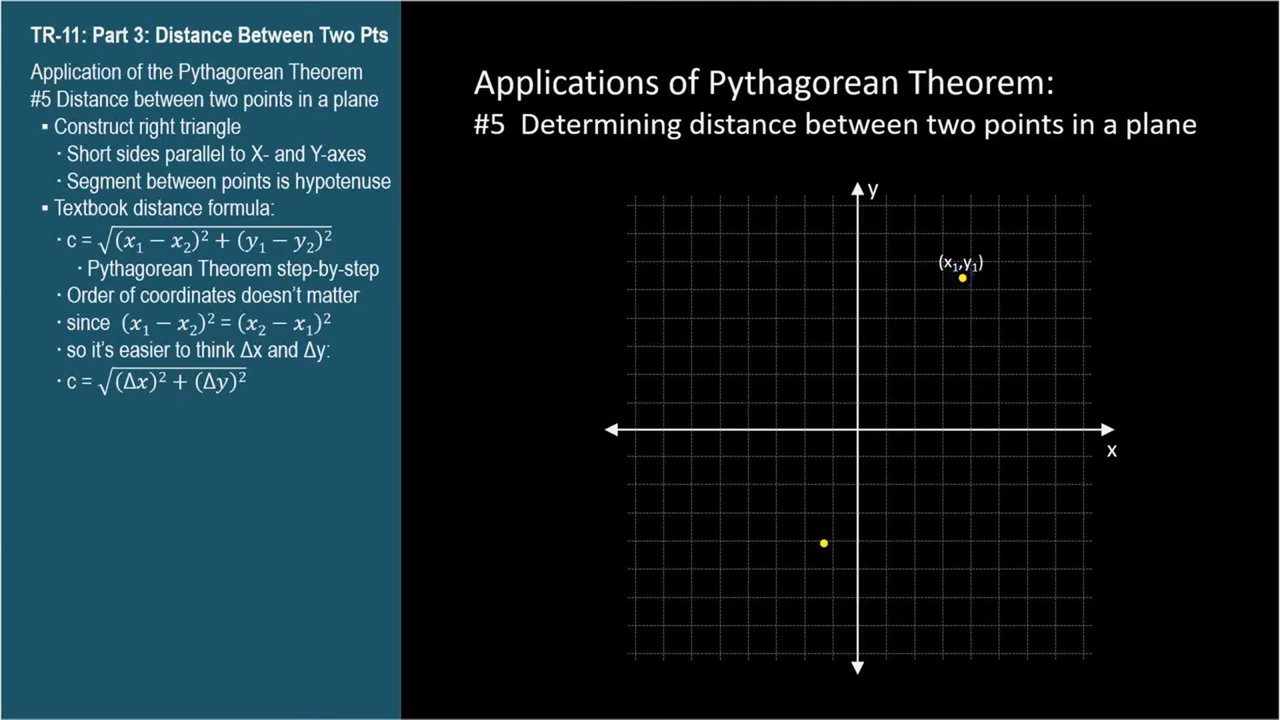 TR-11: Part 3: Distance Between Two Pts
Application of the Pythagorean Theorem
#5 Distance between two points in a plane
▪ Construct right triangle
· Short sides parallel to X- and Y-axes
· Segment between points is hypotenuse
▪ Textbook distance formula:
· c = √(x₁ − x₂)² + (y₁ − y₂)²
· Pythagorean Theorem step-by-step
· Order of coordinates doesn't matter
· since (x₁ − x₂)² = (x₂ − x₁)²
· so it's easier to think Δx and Δy:
· c = √(Δx)² + (Δy)²
Applications of Pythagorean Theorem:
#5 Determining distance between two points in a plane
y
(x₁,y₁)
x